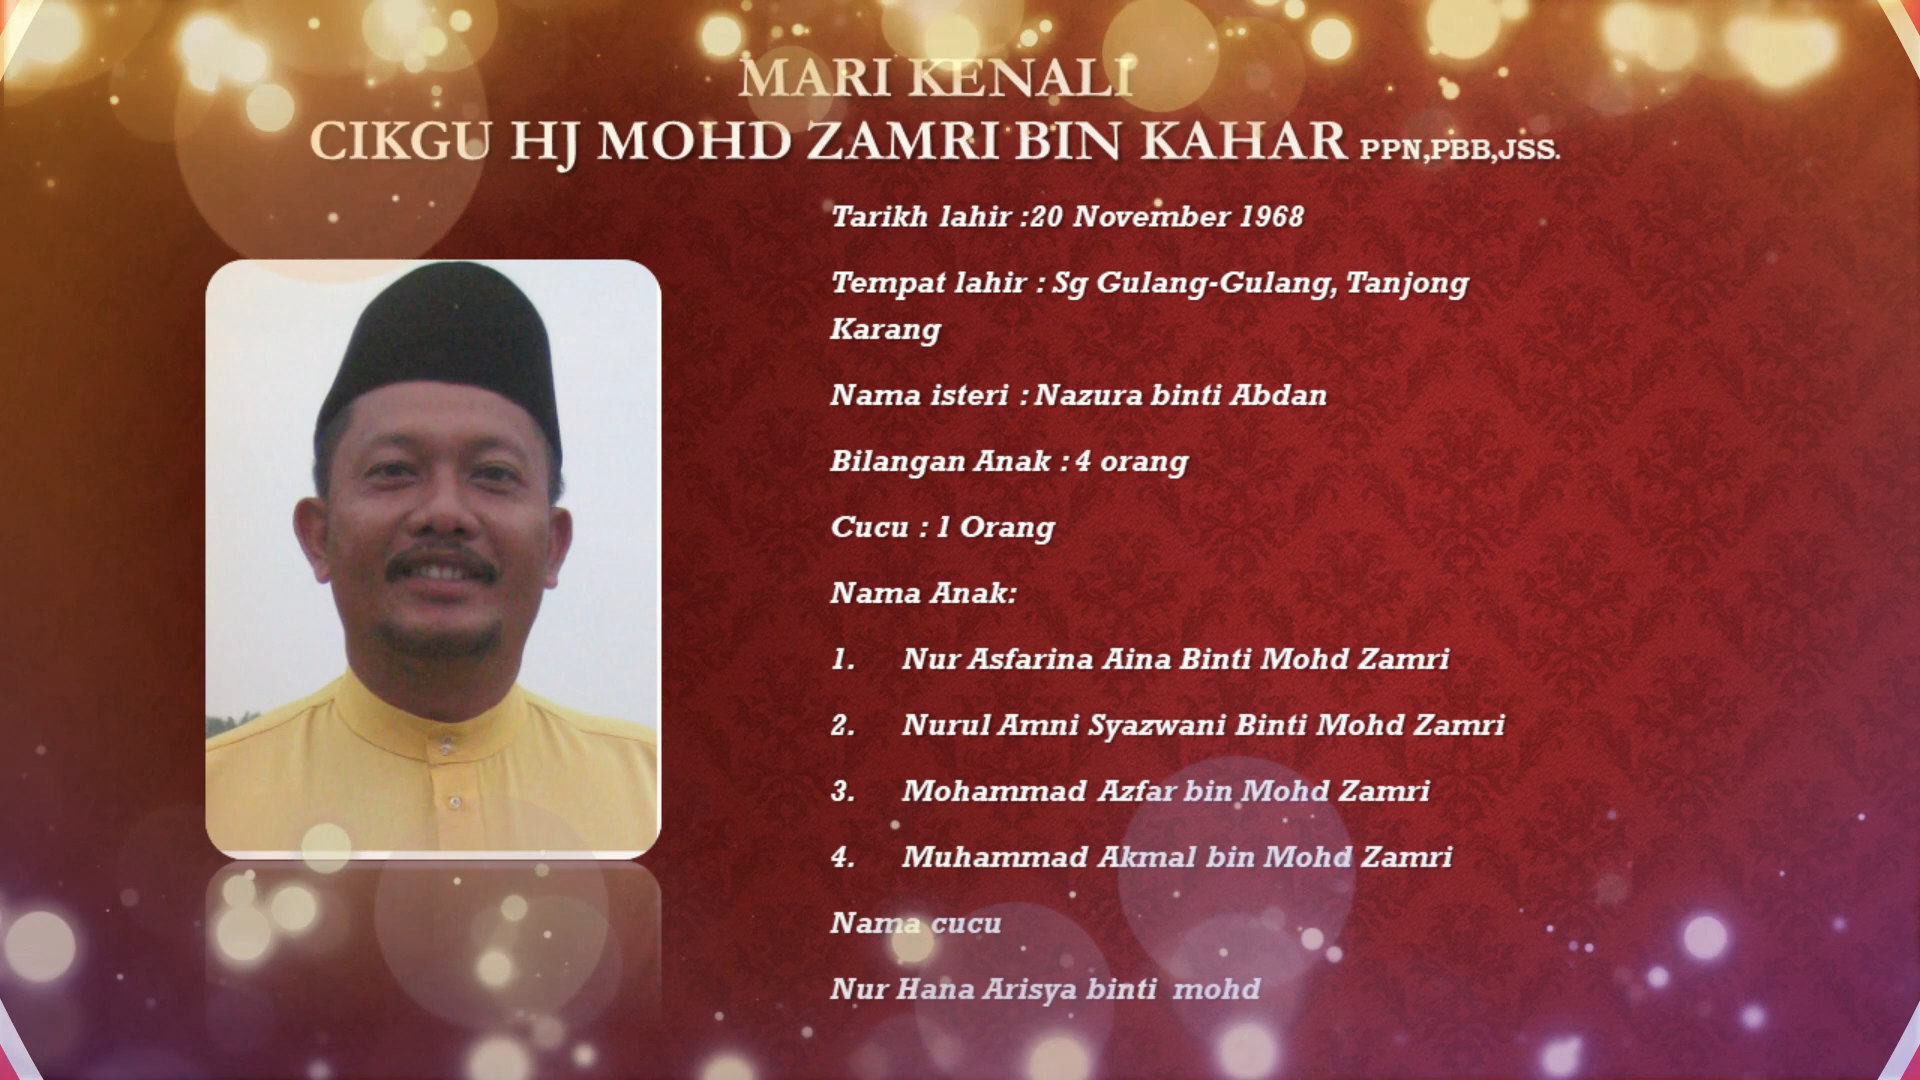 MARI KENALI
CIKGU HJ MOHD ZAMRI BIN KAHAR PPN,PBB,JSS.
Tarikh lahir :20 November 1968
Tempat lahir : Sg Gulang-Gulang, Tanjong
Karang
Nama isteri : Nazura binti Abdan
Bilangan Anak : 4 orang
Cucu : 1 Orang
Nama Anak:
1. Nur Asfarina Aina Binti Mohd Zamri
2. Nurul Amni Syazwani Binti Mohd Zamri
3. Mohammad Azfar bin Mohd Zamri
4. Muhammad Akmal bin Mohd Zamri
Nama cucu
Nur Hana Arisya binti mohd